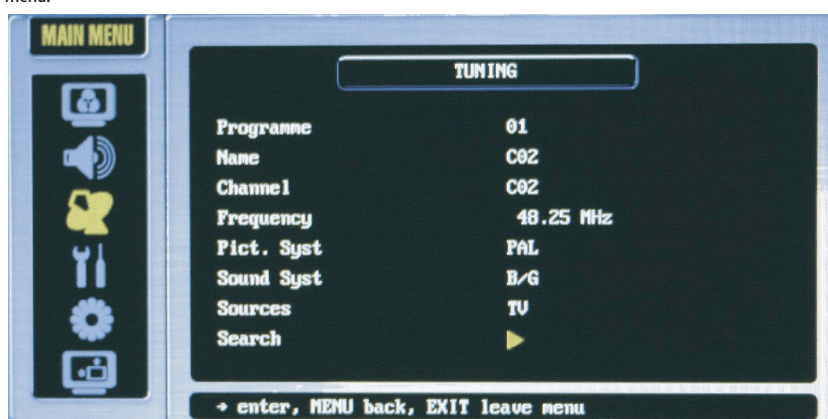 menu.
MAIN MENU
TUNING
Programme 01
Name C02
Channel C02
Frequency 48.25 MHz
Pict. Syst PAL
Sound Syst B/G
Sources TV
Search ▶
→ enter, MENU back, EXIT leave menu